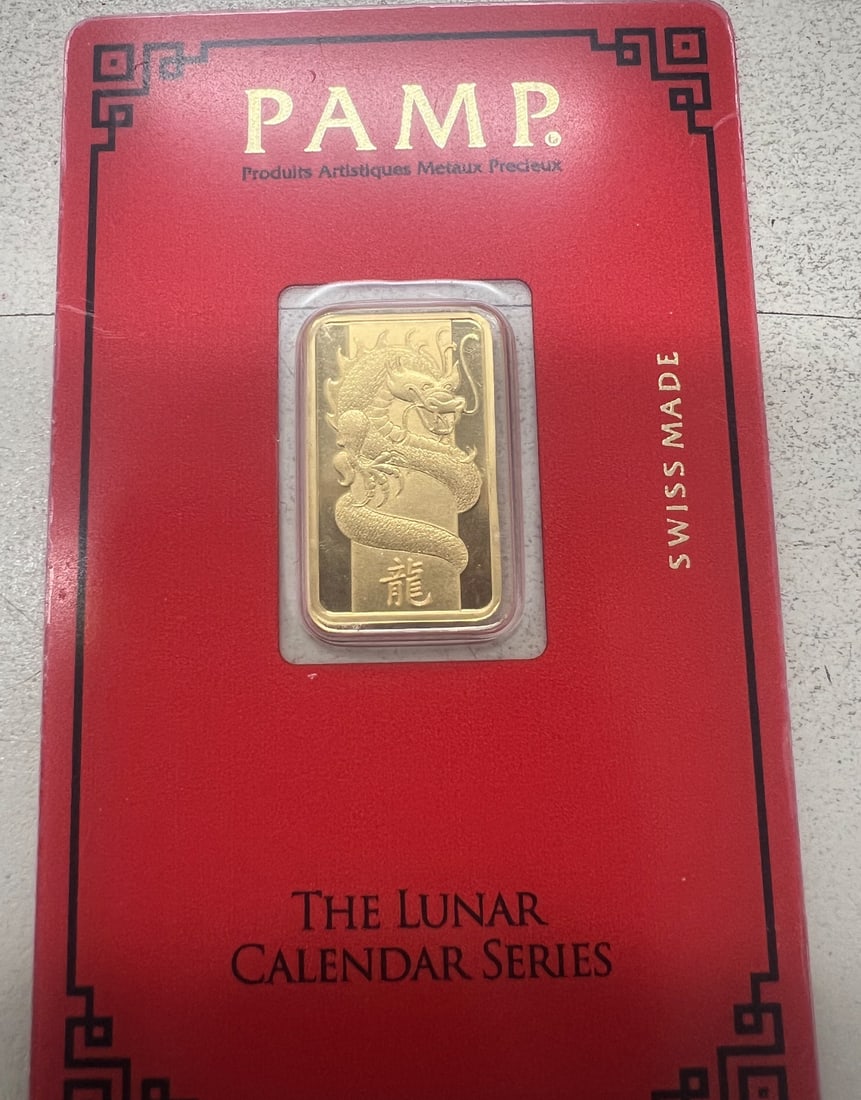 PAMP.
Produits Artistiques Metaux Precieux
SWISS MADE
龍
THE LUNAR
CALENDAR SERIES